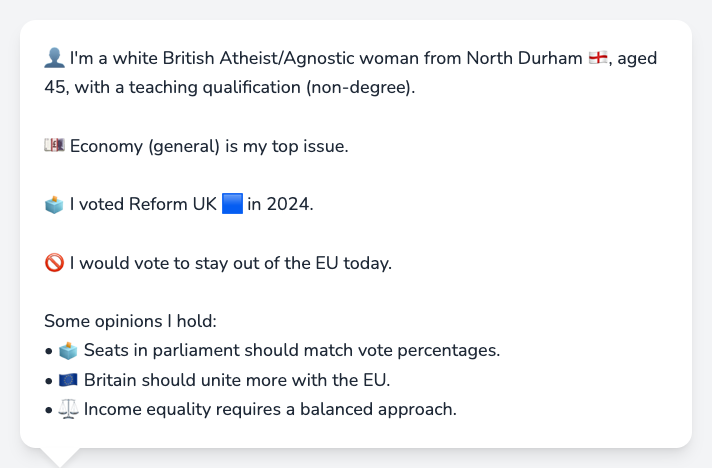 👤 I'm a white British Atheist/Agnostic woman from North Durham 🏴󠁧󠁢󠁥󠁮󠁧󠁿, aged
45, with a teaching qualification (non-degree).
💷 Economy (general) is my top issue.
🗳️ I voted Reform UK 🟦 in 2024.
🚫 I would vote to stay out of the EU today.
Some opinions I hold:
• 🗳️ Seats in parliament should match vote percentages.
• 🇪🇺 Britain should unite more with the EU.
• ⚖️ Income equality requires a balanced approach.